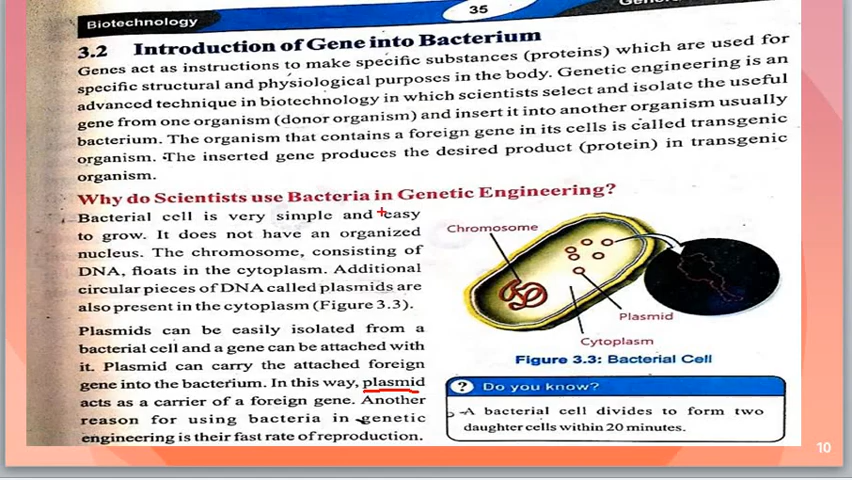 Biotechnology
35
3.2 Introduction of Gene into Bacterium
Genes act as instructions to make specific substances (proteins) which are used for
specific structural and physiological purposes in the body. Genetic engineering is an
advanced technique in biotechnology in which scientists select and isolate the useful
gene from one organism (donor organism) and insert it into another organism usually
bacterium. The organism that contains a foreign gene in its cells is called transgenic
organism. The inserted gene produces the desired product (protein) in transgenic
organism.
Why do Scientists use Bacteria in Genetic Engineering?
Bacterial cell is very simple and easy
to grow. It does not have an organized
nucleus. The chromosome, consisting of
DNA, floats in the cytoplasm. Additional
circular pieces of DNA called plasmids are
also present in the cytoplasm (Figure 3.3).
Plasmids can be easily isolated from a
bacterial cell and a gene can be attached with
it. Plasmid can carry the attached foreign
gene into the bacterium. In this way, plasmid
acts as a carrier of a foreign gene. Another
reason for using bacteria in genetic
engineering is their fast rate of reproduction.
Chromosome
Plasmid
Cytoplasm
Figure 3.3: Bacterial Cell
? Do you know?
A bacterial cell divides to form two
daughter cells within 20 minutes.
10